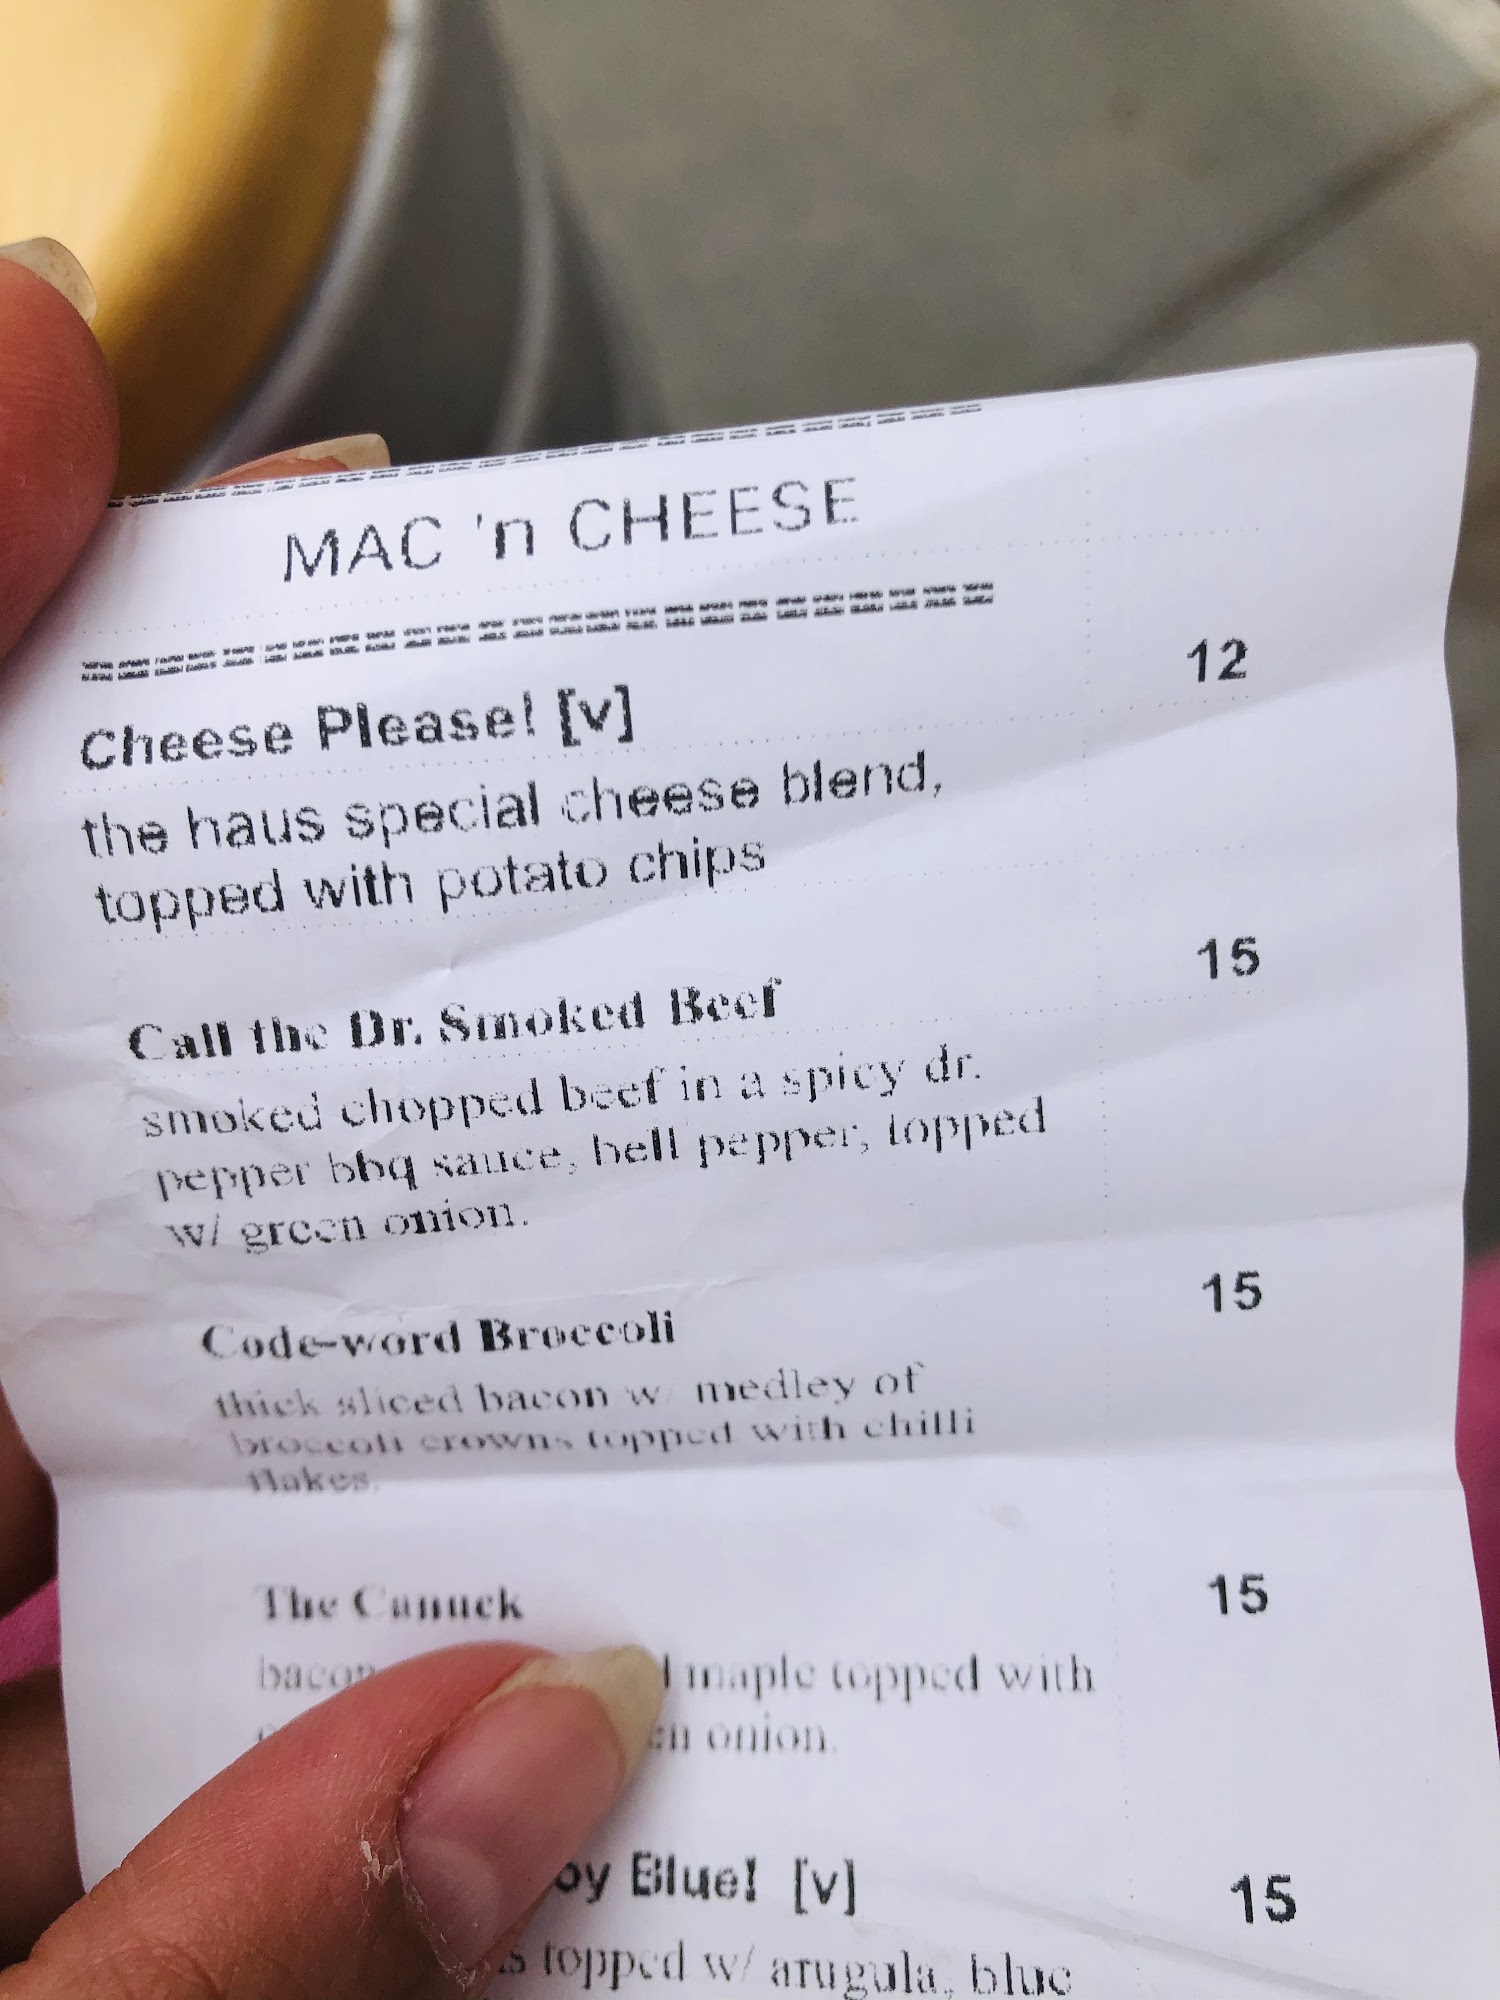 MAC 'n CHEESE
Cheese Please! [v] 12
the haus special cheese blend,
topped with potato chips
Call the Dr. Smoked Beef 15
smoked chopped beef in a spicy dr.
pepper bbq sauce, bell pepper, topped
w/ green onion.
Code-word Broccoli 15
thick sliced bacon w/ medley of
broccoli crowns topped with chilli
flakes.
The Canuck 15
bacon maple topped with
onion.
Blue! [v] 15
topped w/ arugula, blue